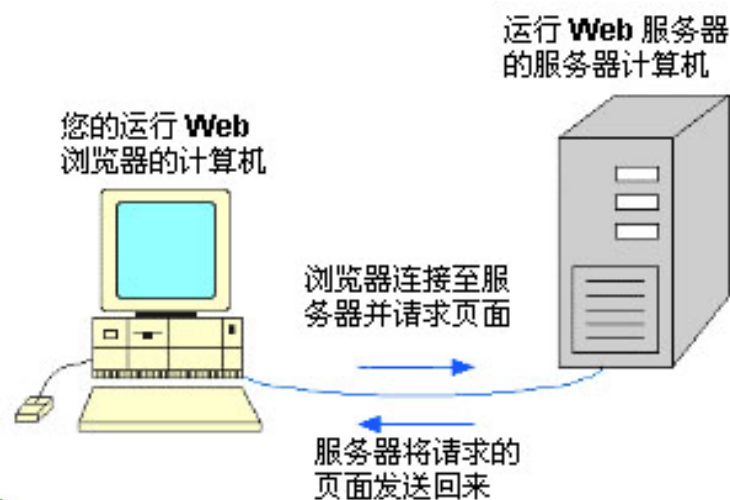 运行 Web 服务器
的服务器计算机
您的运行 Web
浏览器的计算机
浏览器连接至服
务器并请求页面
服务器将请求的
页面发送回来